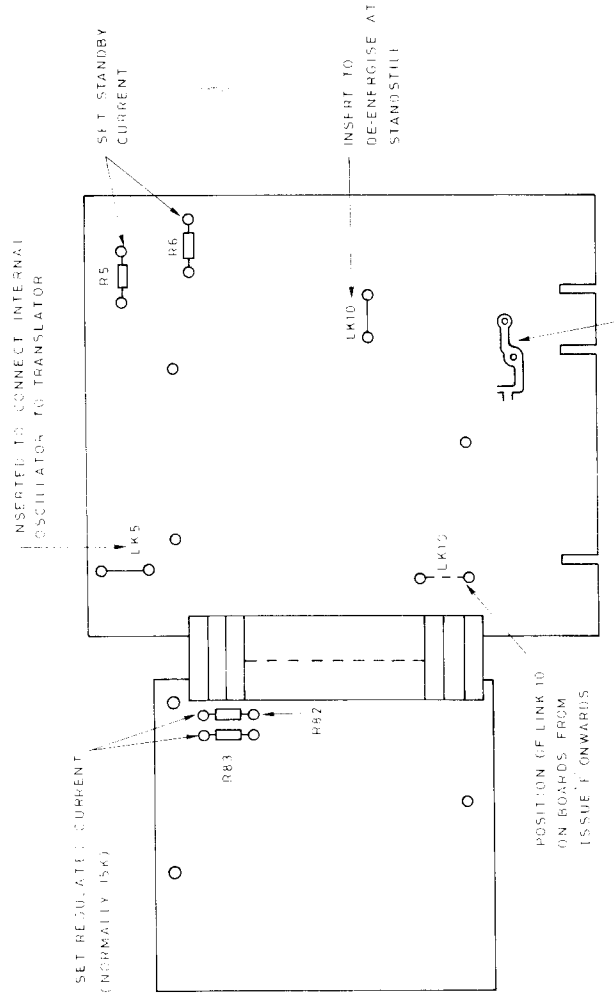 SET REGULATED CURRENT
(NORMALLY 15K)
R83
R82
POSITION OF LINK 10
ON BOARDS FROM
ISSUE F ONWARDS
INSERTED TO CONNECT INTERNAL
OSCILLATOR TO TRANSLATOR
LK5
LK10
R5
R6
SET STANDBY
CURRENT
LK10
INSERT TO
DE-ENERGISE AT
STANDSTILL